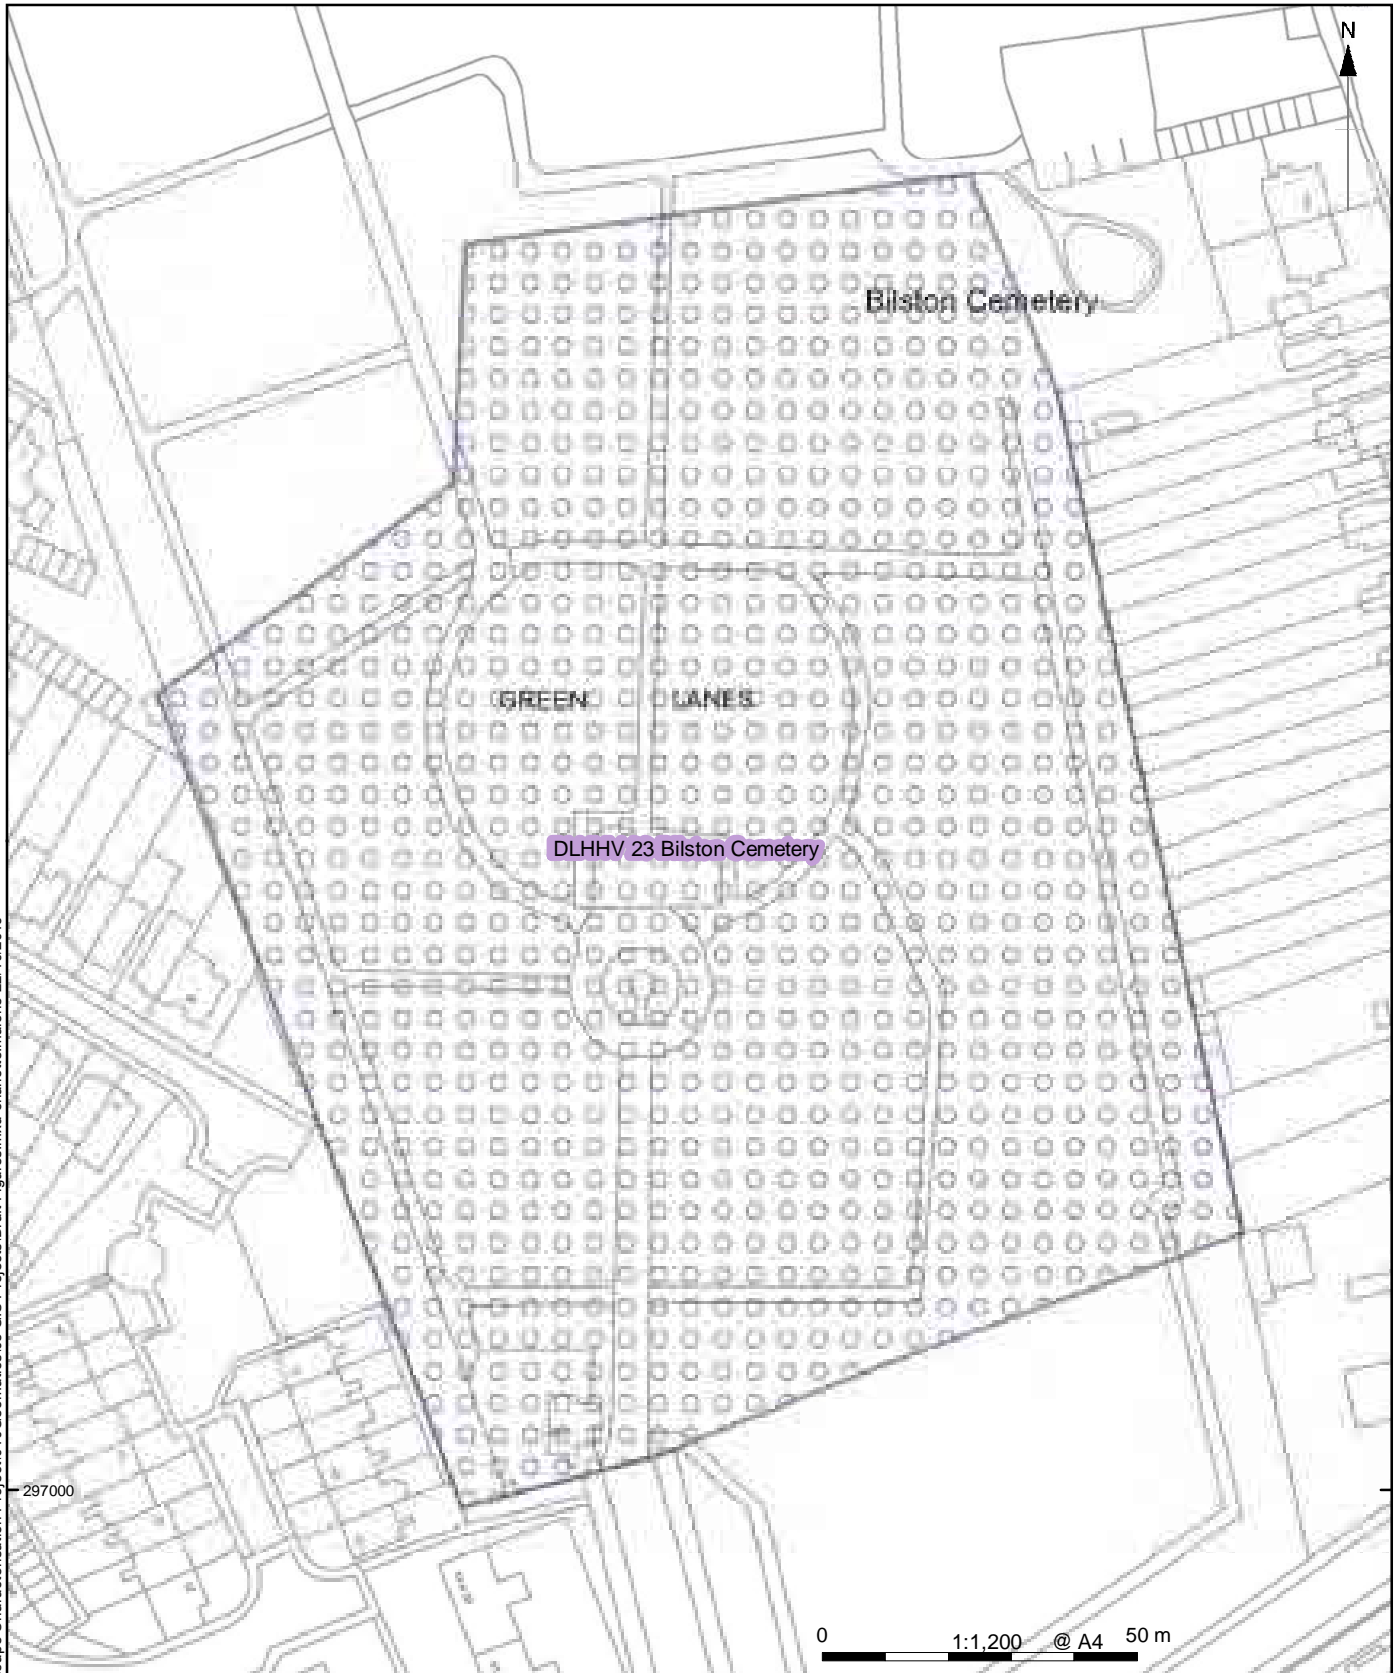 N
Bilston Cemetery
GREEN LANES
DLHHV 23 Bilston Cemetery
297000
0 1:1,200 @ A4 50 m